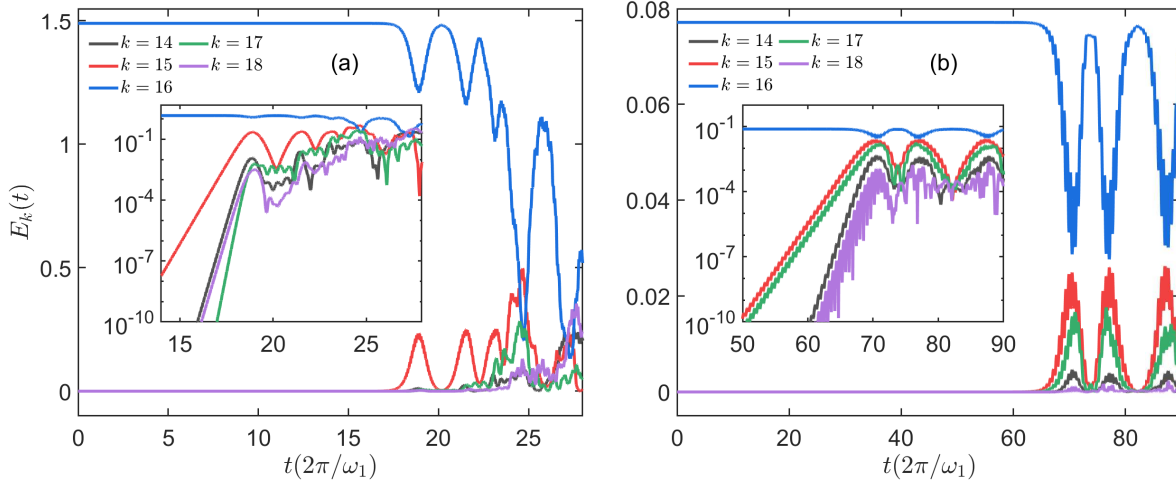 1.5
1
0.5
0
E_k(t)
k = 14 k = 17
k = 15 k = 18
k = 16
(a)
10^{-1}
10^{-4}
10^{-7}
10^{-10}
15 20 25
0 5 10 15 20 25
t(2π/ω_1)
0.08
0.06
0.04
0.02
0
k = 14 k = 17
k = 15 k = 18
k = 16
(b)
10^{-1}
10^{-4}
10^{-7}
10^{-10}
50 60 70 80 90
0 20 40 60 80
t(2π/ω_1)